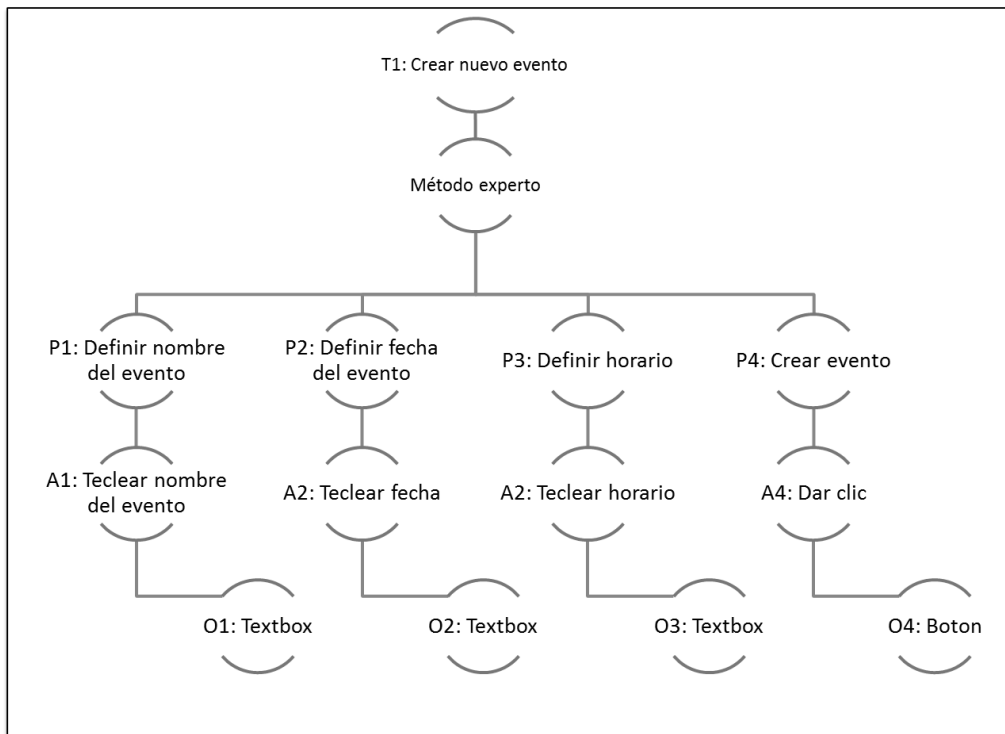 T1: Crear nuevo evento
Método experto
P1: Definir nombre
del evento
P2: Definir fecha
del evento
P3: Definir horario
P4: Crear evento
A1: Teclear nombre
del evento
A2: Teclear fecha
A2: Teclear horario
A4: Dar clic
O1: Textbox
O2: Textbox
O3: Textbox
O4: Boton